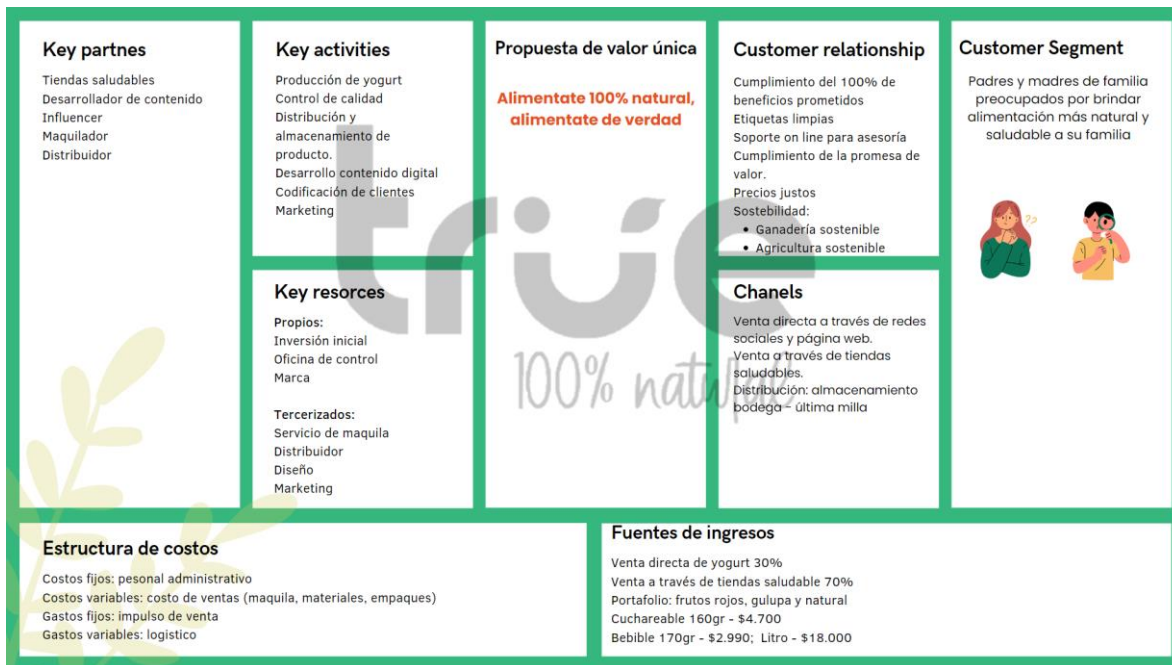 Key partnes
Tiendas saludables
Desarrollador de contenido
Influencer
Maquilador
Distribuidor
Key activities
Producción de yogurt
Control de calidad
Distribución y
almacenamiento de
producto.
Desarrollo contenido digital
Codificación de clientes
Marketing
Key resorces
Propios:
Inversión inicial
Oficina de control
Marca
Tercerizados:
Servicio de maquila
Distribuidor
Diseño
Marketing
Propuesta de valor única
Alimentate 100% natural,
alimentate de verdad
true
100% natural
Customer relationship
Cumplimiento del 100% de
beneficios prometidos
Etiquetas limpias
Soporte on line para asesoría
Cumplimiento de la promesa de
valor.
Precios justos
Sostebilidad:
• Ganadería sostenible
• Agricultura sostenible
Chanels
Venta directa a través de redes
sociales y página web.
Venta a través de tiendas
saludables.
Distribución: almacenamiento
bodega – última milla
Customer Segment
Padres y madres de familia
preocupados por brindar
alimentación más natural y
saludable a su familia
??
Estructura de costos
Costos fijos: pesonal administrativo
Costos variables: costo de ventas (maquila, materiales, empaques)
Gastos fijos: impulso de venta
Gastos variables: logistico
Fuentes de ingresos
Venta directa de yogurt 30%
Venta a través de tiendas saludable 70%
Portafolio: frutos rojos, gulupa y natural
Cuchareable 160gr - $4.700
Bebible 170gr - $2.990; Litro - $18.000